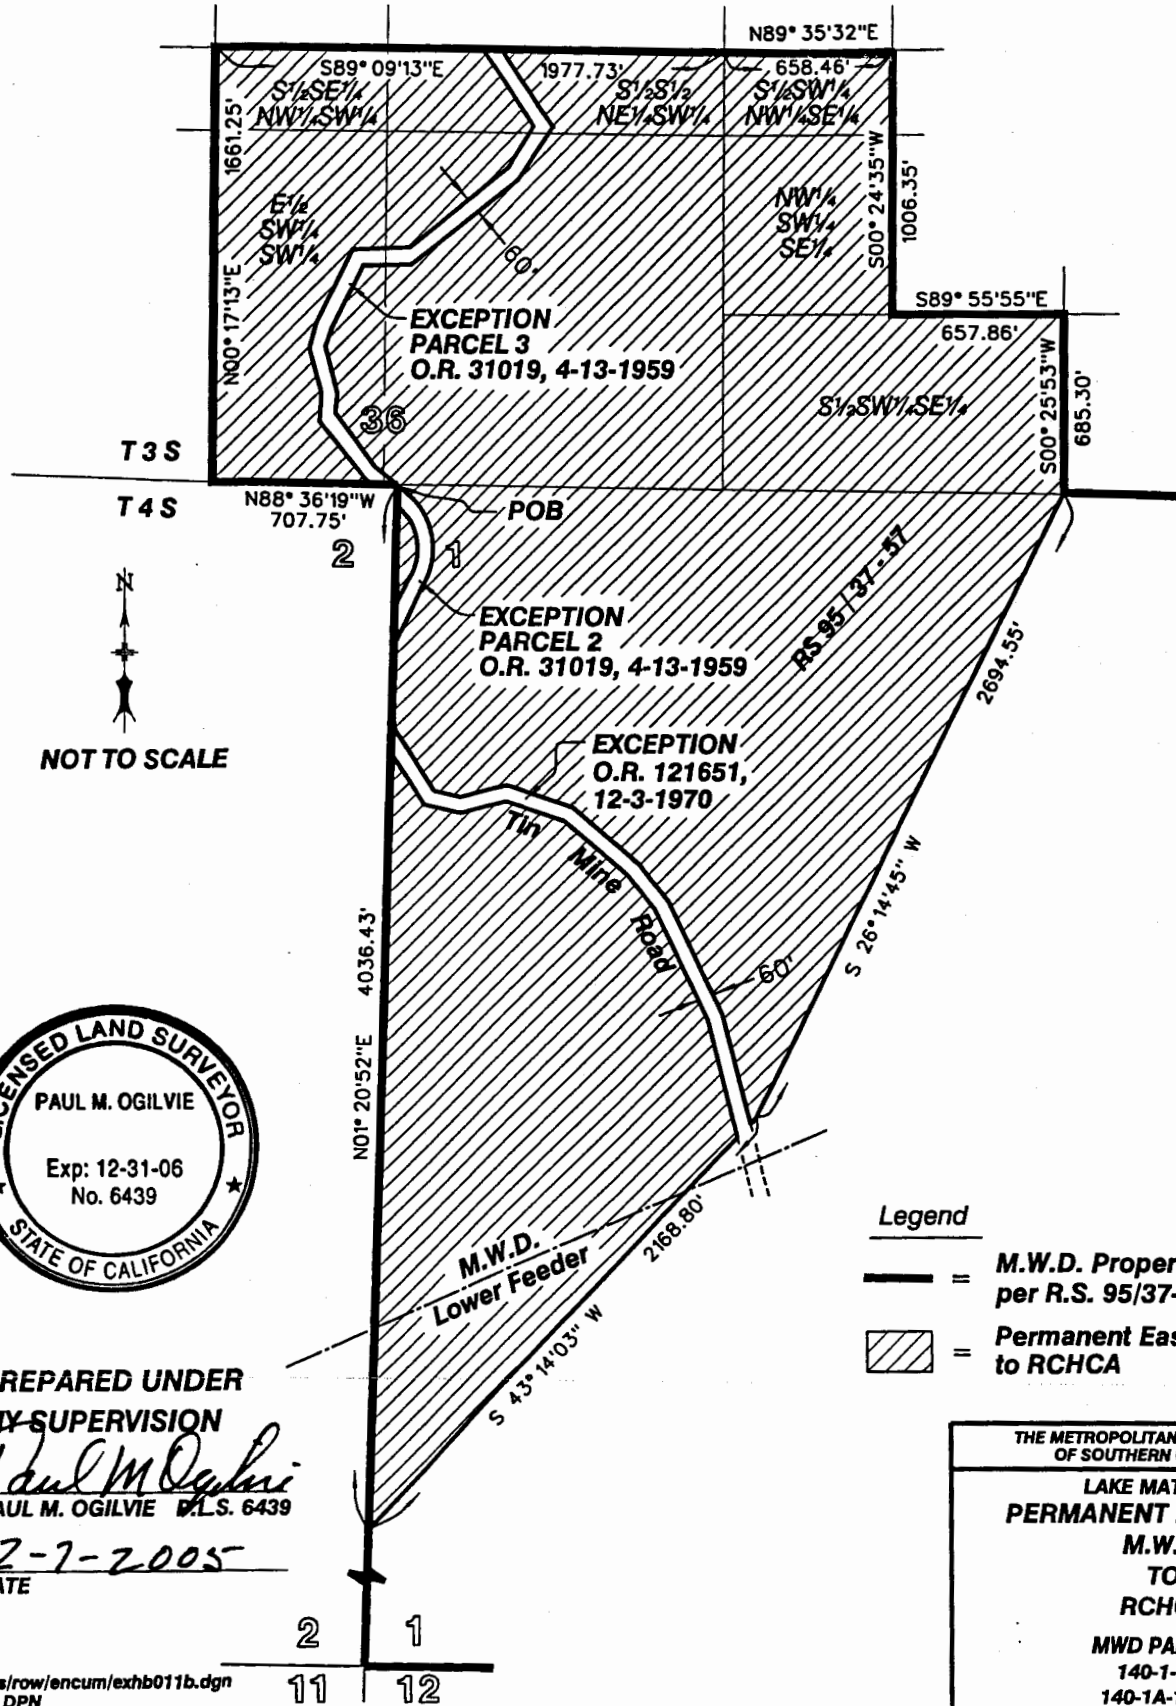 N89° 35'32"E
S89° 09'13"E
1977.73'
658.46'
S½SE¼
NW¼SW¼
S½S½
NE¼SW¼
S½SW¼
NW¼SE¼
1661.25'
N00° 17'13"E
E½
SW¼
SW¼
60'
NW¼
SW¼
SE¼
S00° 24'35"W
1006.35'
S89° 55'55"E
657.86'
EXCEPTION
PARCEL 3
O.R. 31019, 4-13-1959
36
S½SW¼SE¼
S00° 25'53"W
685.30'
T 3 S
T 4 S
N88° 36'19"W
707.75'
POB
2
1
N
NOT TO SCALE
EXCEPTION
PARCEL 2
O.R. 31019, 4-13-1959
RS 95 / 37 - 57
2694.55'
S 26° 14'45" W
EXCEPTION
O.R. 121651,
12-3-1970
Tin Mine Road
60'
4036.43'
N01° 20'52"E
LICENSED LAND SURVEYOR
PAUL M. OGILVIE
Exp: 12-31-06
No. 6439
STATE OF CALIFORNIA
M.W.D.
Lower Feeder
2168.80'
S 43° 14'03" W
Legend
= M.W.D. Proper
per R.S. 95/37-
= Permanent Eas
to RCHCA
REPARED UNDER
Y SUPERVISION
Paul M Ogilvie
AUL M. OGILVIE P.L.S. 6439
2-7-2005
ATE
2
1
11
12
s/row/encum/exhb011b.dgn
DPN
THE METROPOLITAN
OF SOUTHERN
LAKE MAT
PERMANENT
M.W.
TO
RCH
MWD PA
140-1-
140-1A-